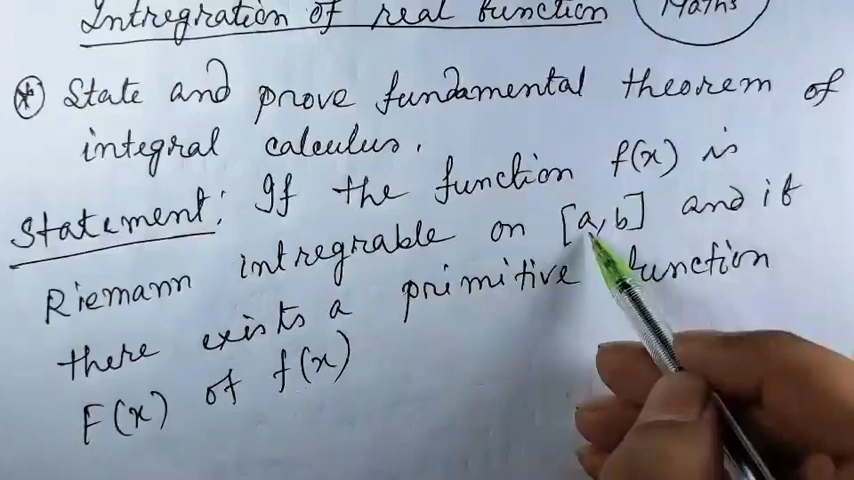 Intregration of real function
Maths
* State and prove fundamental theorem of
integral calculus.
Statement: If the function f(x) is
Riemann intregrable on [a, b] and if
there exists a primitive function
F(x) of f(x)